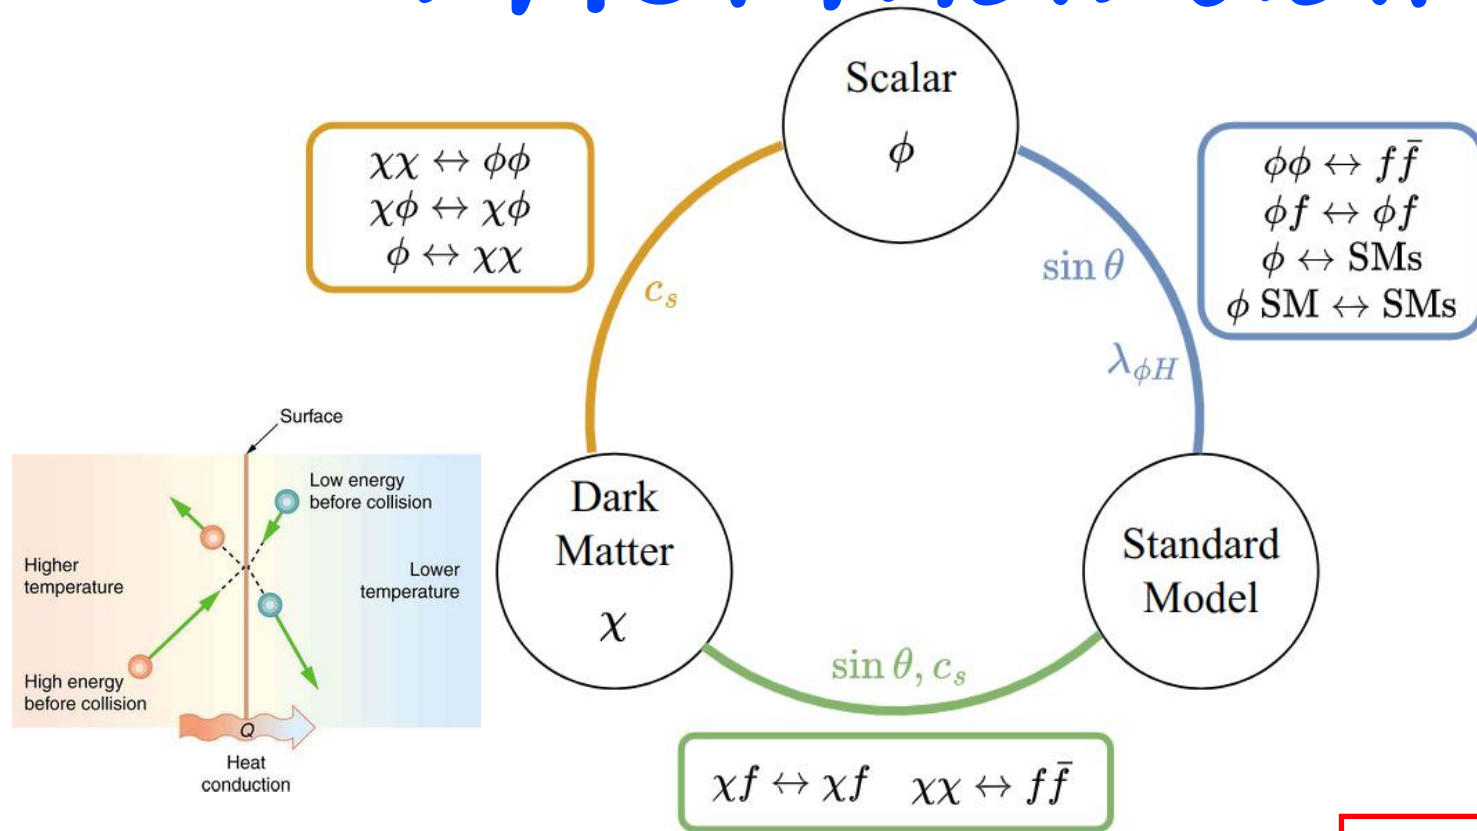 Scalar
ϕ
χχ ↔ ϕϕ
χϕ ↔ χϕ
ϕ ↔ χχ
ϕϕ ↔ f f̄
ϕf ↔ ϕf
ϕ ↔ SMs
ϕ SM ↔ SMs
c_s
sin θ
λ_{ϕH}
Dark
Matter
χ
Standard
Model
sin θ, c_s
χf ↔ χf χχ ↔ f f̄
Surface
Low energy
before collision
Higher
temperature
Lower
temperature
High energy
before collision
Q
Heat
conduction